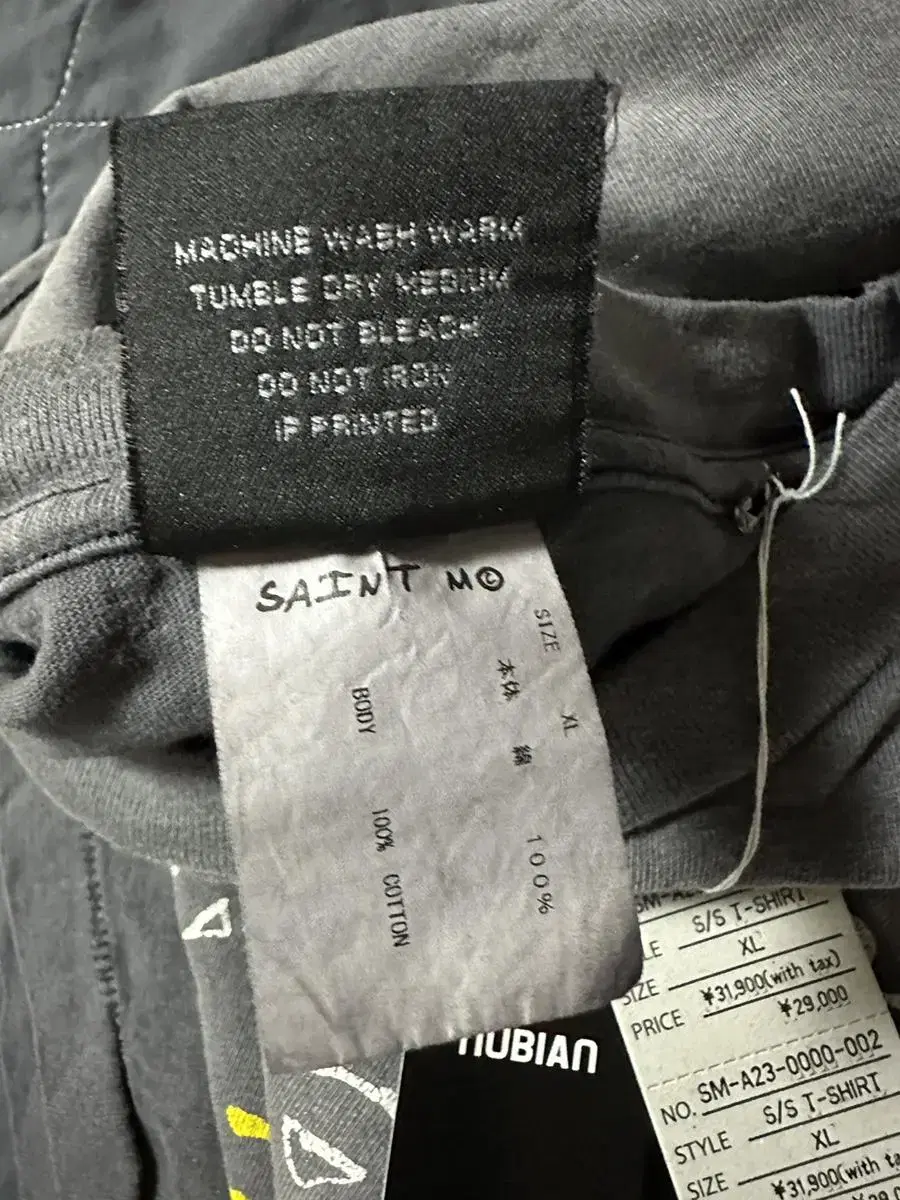 MACHINE WASH WARM
TUMBLE DRY MEDIUM
DO NOT BLEACH
DO NOT IRON
IF PRINTED
SAINT M©
SIZE XL
本体 綿 100%
BODY 100% COTTON
NUBIAN
S/S T-SHIRT
XL
SIZE ¥31,900(with tax)
PRICE ¥29,000
NO. SM-A23-0000-002
STYLE S/S T-SHIRT
SIZE XL
¥31,900(with